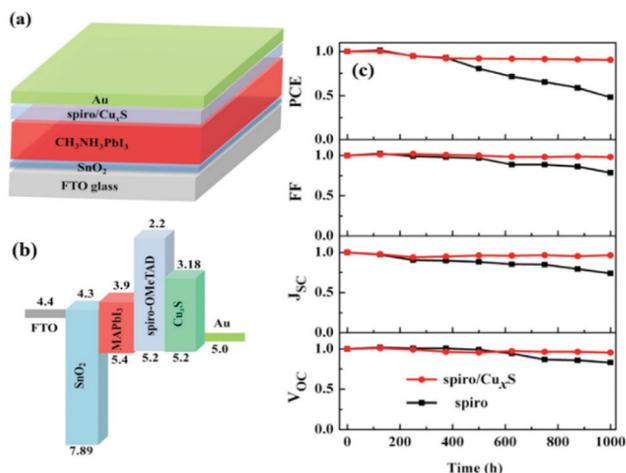 (a)
Au
spiro/CuₓS
CH₃NH₃PbI₃
SnO₂
FTO glass
(b)
4.4
FTO
4.3
SnO₂
7.89
3.9
MAPbI₃
5.4
2.2
spiro-OMeTAD
5.2
3.18
CuₓS
5.2
Au
5.0
(c)
PCE
1.0
0.5
0.0
FF
1.0
0.5
0.0
J_SC
1.0
0.5
0.0
V_OC
1.0
0.5
0.0
spiro/CuₓS
spiro
0 200 400 600 800 1000
Time (h)